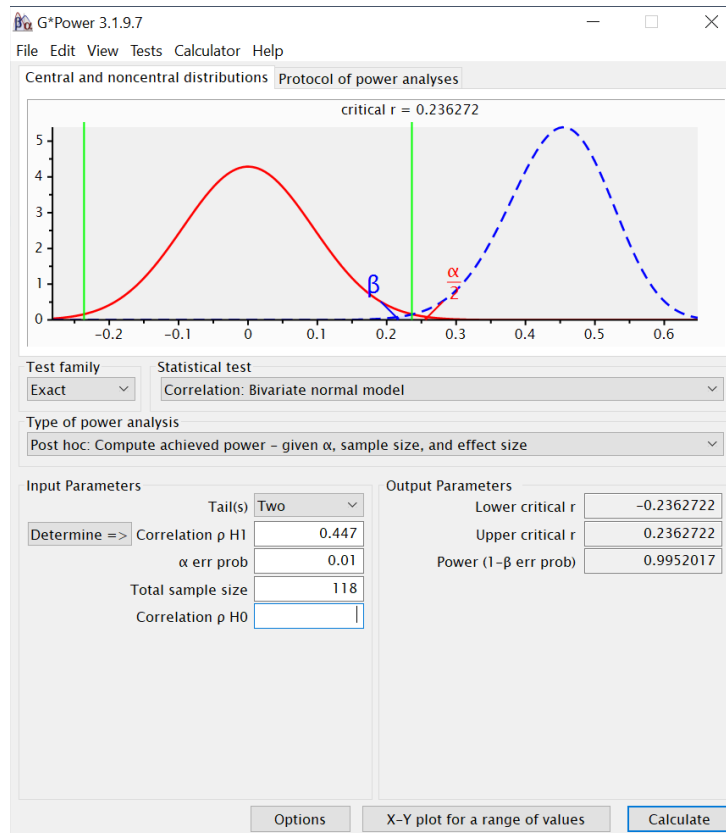 G*Power 3.1.9.7
File Edit View Tests Calculator Help
Central and noncentral distributions Protocol of power analyses
critical r = 0.236272
5
4
3
2
1
0
β
α
2
-0.2 -0.1 0 0.1 0.2 0.3 0.4 0.5 0.6
Test family Statistical test
Exact Correlation: Bivariate normal model
Type of power analysis
Post hoc: Compute achieved power – given α, sample size, and effect size
Input Parameters Output Parameters
Tail(s) Two Lower critical r -0.2362722
Determine => Correlation ρ H1 0.447 Upper critical r 0.2362722
α err prob 0.01 Power (1-β err prob) 0.9952017
Total sample size 118
Correlation ρ H0
Options X-Y plot for a range of values Calculate